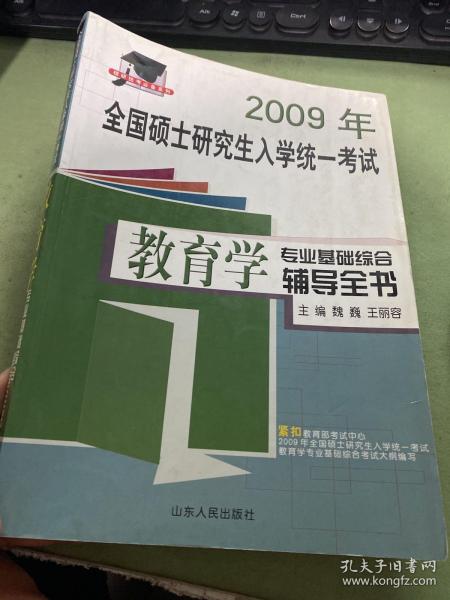 2009 年
全国硕士研究生入学统一考试
教育学
专业基础综合
辅导全书
主 编 魏 巍 王丽容
紧扣教育部考试中心
2009年全国硕士研究生入学统一考试
教育学专业基础综合考试大纲编写
山东人民出版社
孔夫子旧书网
www.kongfz.com